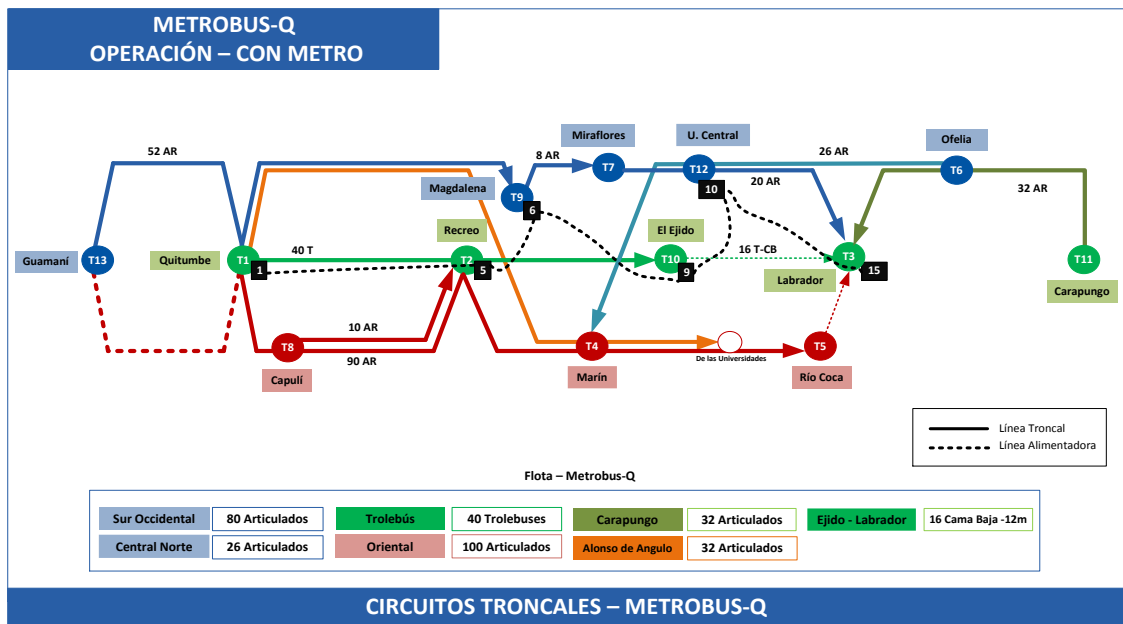 METROBUS-Q
OPERACIÓN – CON METRO
52 AR
8 AR
Miraflores
U. Central
26 AR
Ofelia
T7
T12
T6
Magdalena
T9
6
10
20 AR
32 AR
Recreo
El Ejido
Guamaní
T13
Quitumbe
T1
1
40 T
T2
5
T10
9
16 T-CB
T3
15
Labrador
T11
Carapungo
10 AR
T8
90 AR
Capulí
T4
Marín
De las Universidades
T5
Río Coca
Línea Troncal
Línea Alimentadora
Flota – Metrobus-Q
Sur Occidental 80 Articulados Trolebús 40 Trolebuses Carapungo 32 Articulados Ejido - Labrador 16 Cama Baja -12m
Central Norte 26 Articulados Oriental 100 Articulados Alonso de Angulo 32 Articulados
CIRCUITOS TRONCALES – METROBUS-Q